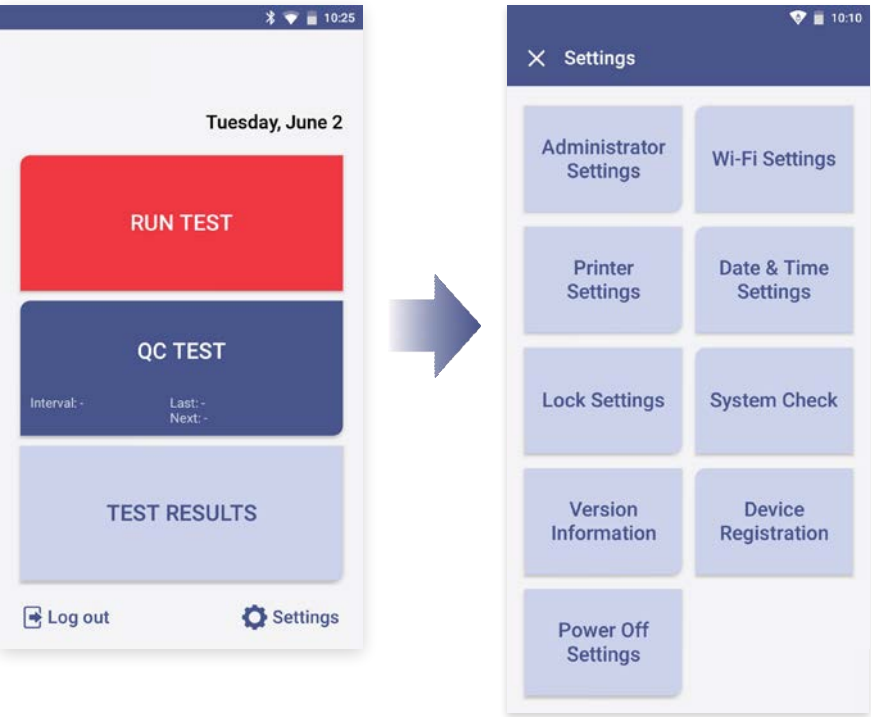 10:25
Tuesday, June 2
RUN TEST
QC TEST
Interval: -
Last: -
Next: -
TEST RESULTS
Log out
Settings
10:10
Settings
Administrator
Settings
Wi-Fi Settings
Printer
Settings
Date & Time
Settings
Lock Settings
System Check
Version
Information
Device
Registration
Power Off
Settings